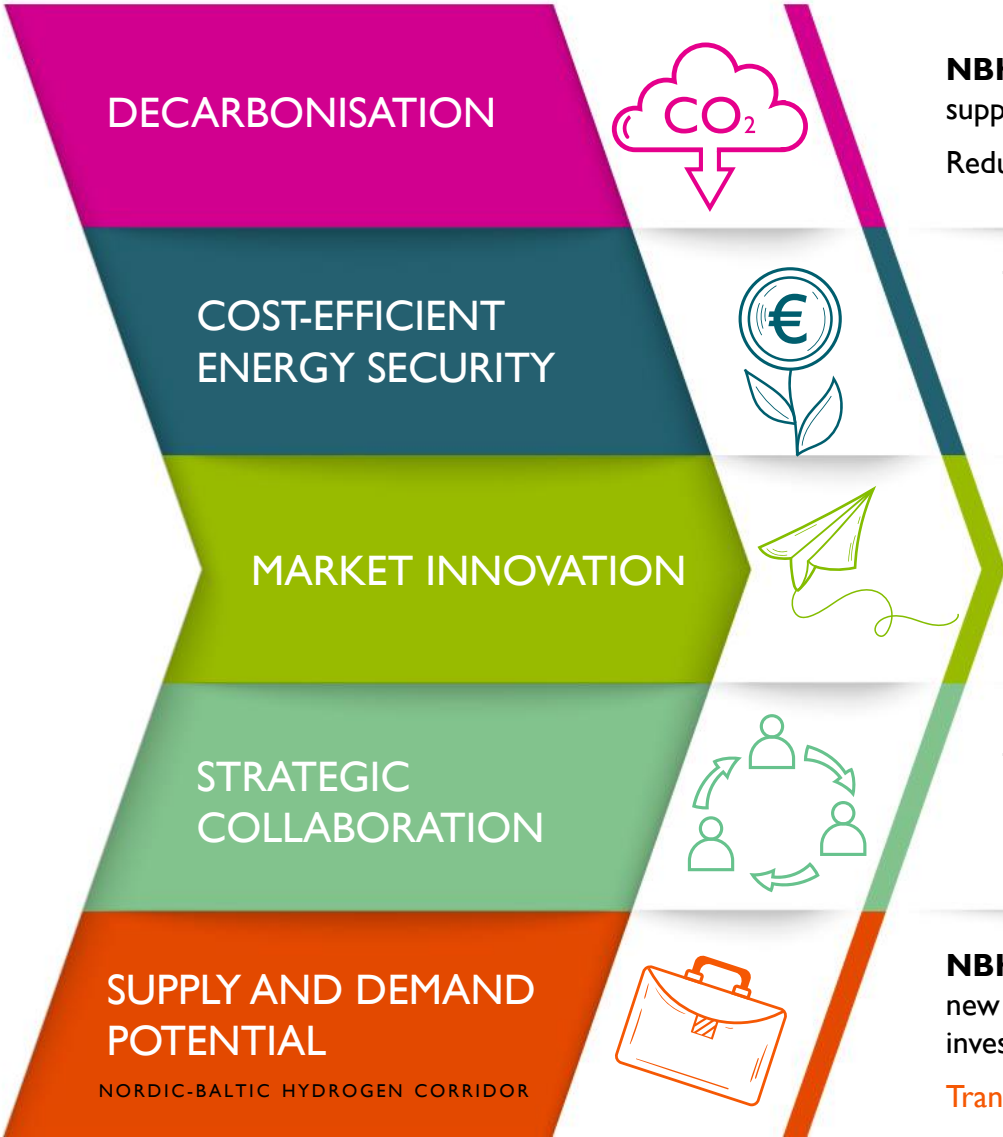 DECARBONISATION
CO₂
COST-EFFICIENT
ENERGY SECURITY
€
MARKET INNOVATION
STRATEGIC
COLLABORATION
SUPPLY AND DEMAND
POTENTIAL
NORDIC-BALTIC HYDROGEN CORRIDOR
new